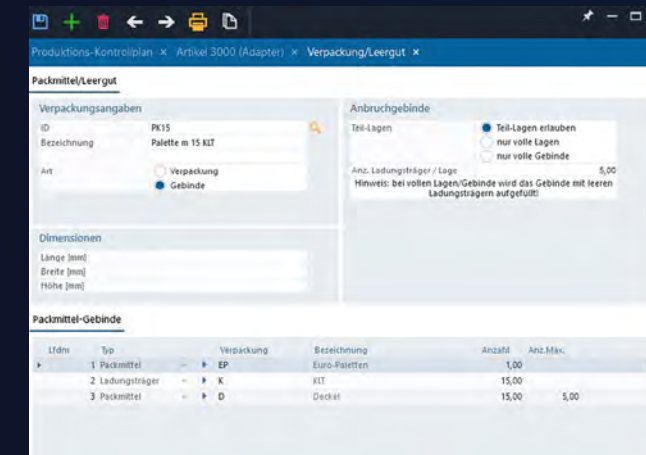 Produktions-Kontrollplan × Artikel 3000 (Adapter) × Verpackung/Leergut ×
Packmittel/Leergut
Verpackungsangaben
ID PK15
Bezeichnung Palette m 15 KLT
Art Verpackung
Gebinde
Anbruchgebinde
Teil-Lagen Teil-Lagen erlauben
nur volle Lagen
nur volle Gebinde
Anz. Ladungsträger / Lage 5,00
Hinweis: bei vollen Lagen/Gebinde wird das Gebinde mit leeren
Ladungsträgern aufgefüllt!
Dimensionen
Länge [mm]
Breite [mm]
Höhe [mm]
Packmittel-Gebinde
Lfdnr Typ Verpackung Bezeichnung Anzahl Anz.Max.
1 Packmittel EP Euro-Paletten 1,00
2 Ladungsträger K KLT 15,00
3 Packmittel D Deckel 15,00 5,00